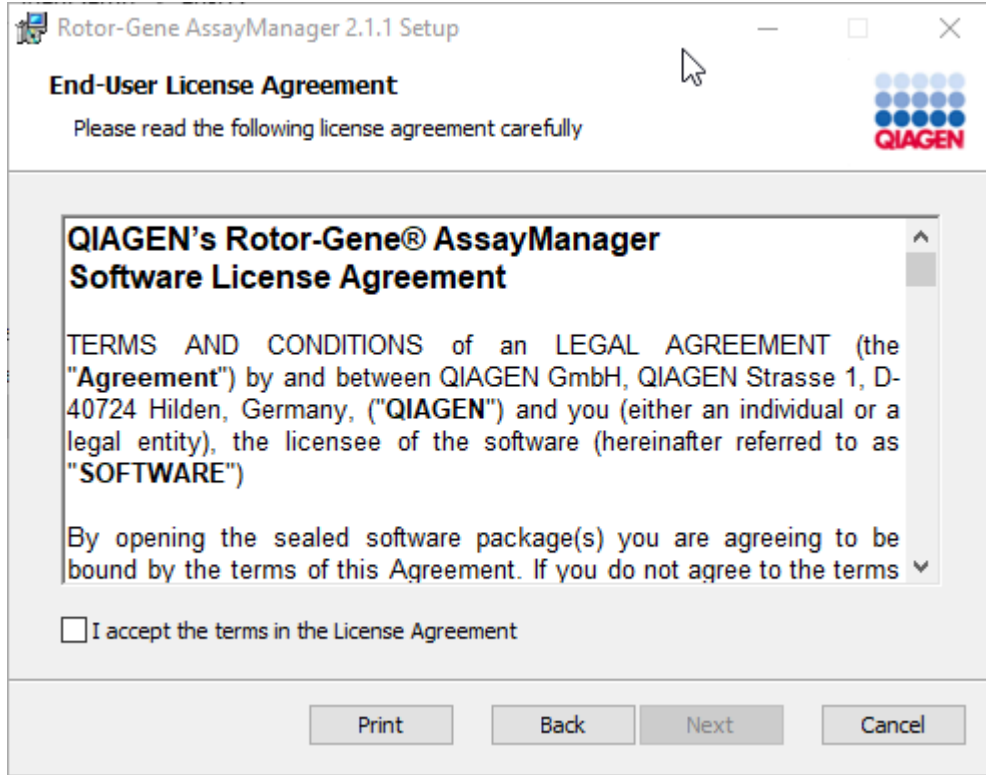 Rotor-Gene AssayManager 2.1.1 Setup
End-User License Agreement
Please read the following license agreement carefully
QIAGEN
QIAGEN's Rotor-Gene® AssayManager
Software License Agreement
TERMS AND CONDITIONS of an LEGAL AGREEMENT (the
"Agreement") by and between QIAGEN GmbH, QIAGEN Strasse 1, D-
40724 Hilden, Germany, ("QIAGEN") and you (either an individual or a
legal entity), the licensee of the software (hereinafter referred to as
"SOFTWARE")
By opening the sealed software package(s) you are agreeing to be
bound by the terms of this Agreement. If you do not agree to the terms
I accept the terms in the License Agreement
Print
Back
Next
Cancel